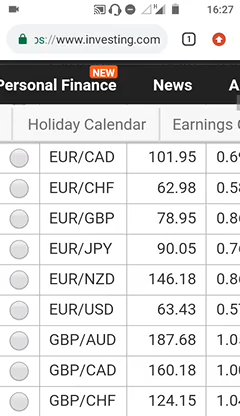 16:27
ps://www.investing.com
1
NEW
Personal Finance News
Holiday Calendar Earnings
EUR/CAD 101.95
EUR/CHF 62.98
EUR/GBP 78.95
EUR/JPY 90.05
EUR/NZD 146.18
EUR/USD 63.43
GBP/AUD 187.68
GBP/CAD 160.18
GBP/CHF 124.15